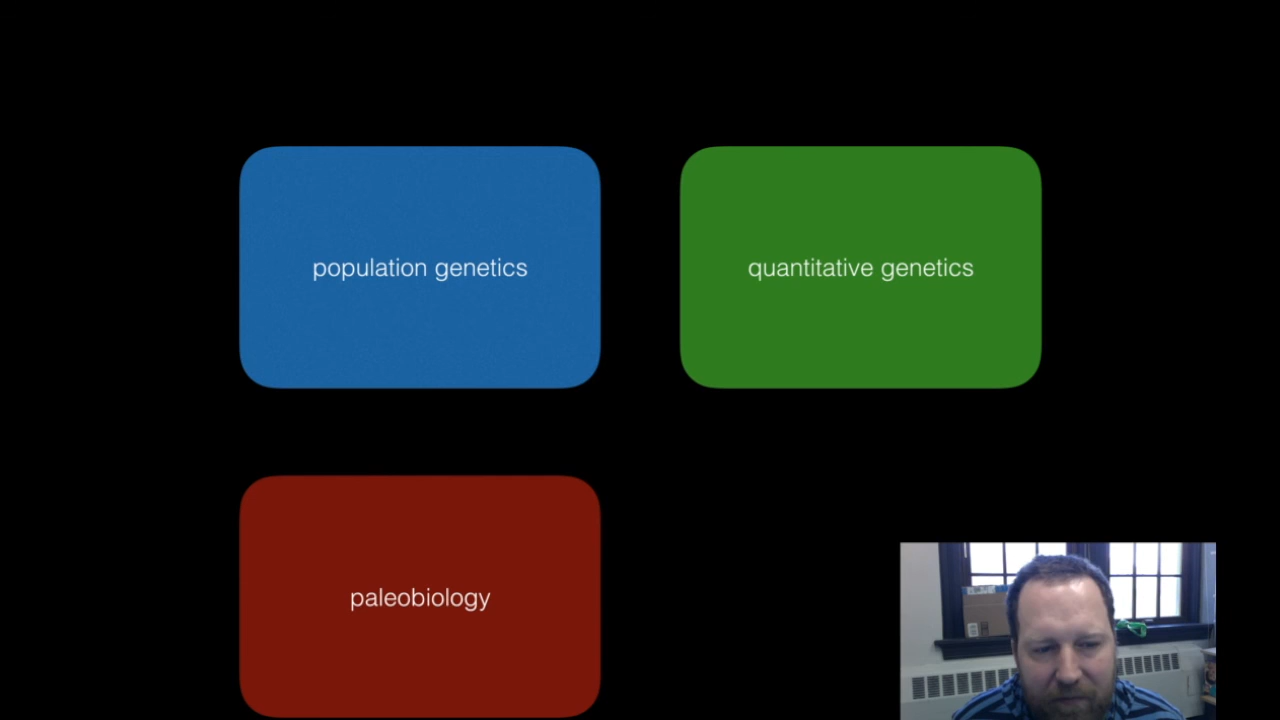 population genetics
quantitative genetics
paleobiology